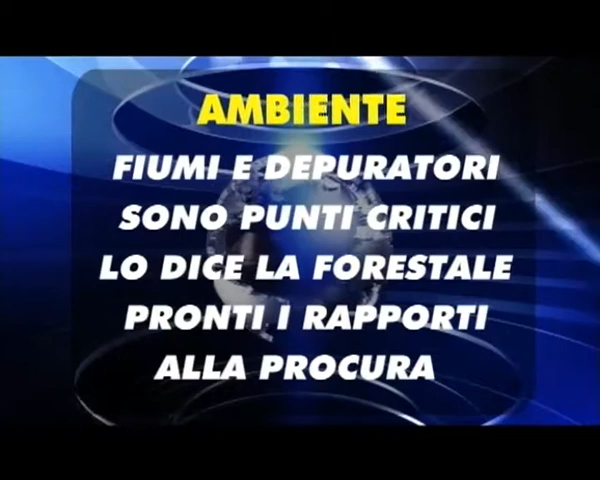 AMBIENTE
FIUMI E DEPURATORI
SONO PUNTI CRITICI
LO DICE LA FORESTALE
PRONTI I RAPPORTI
ALLA PROCURA